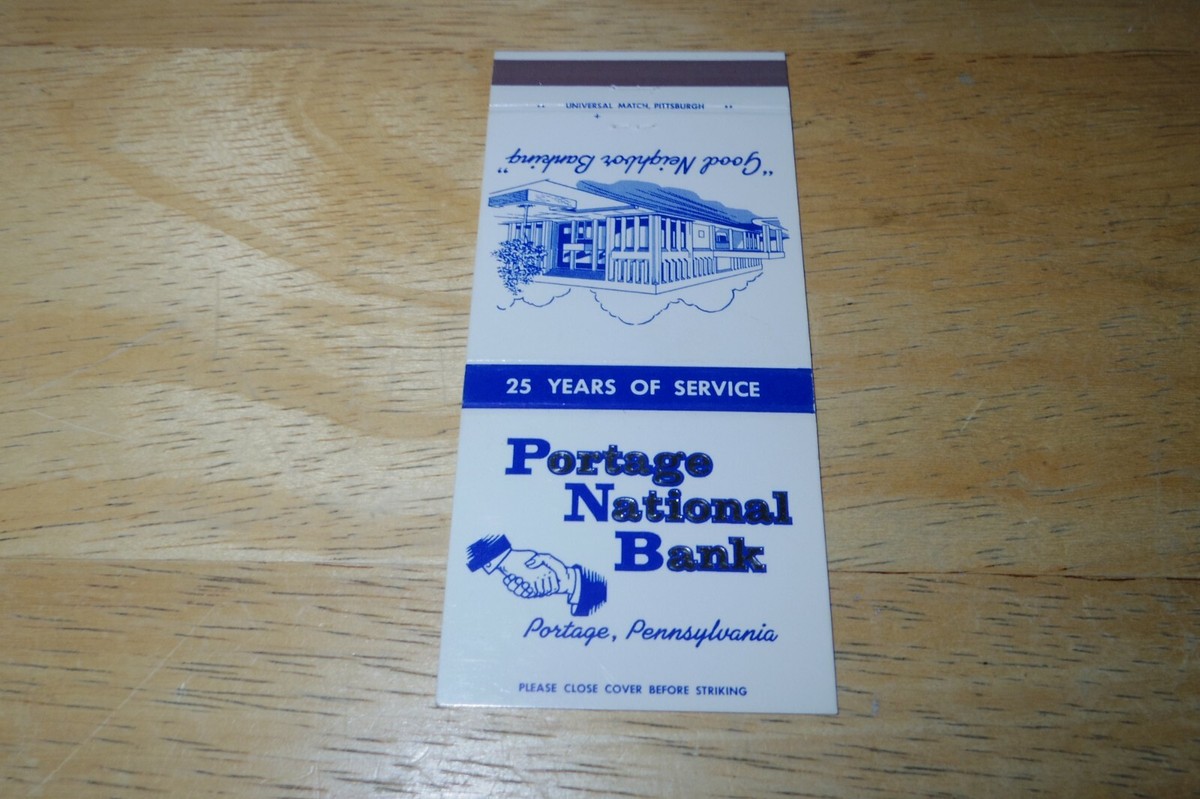 UNIVERSAL MATCH, PITTSBURGH
"Good Neighbor Banking"
25 YEARS OF SERVICE
Portage
National
Bank
Portage, Pennsylvania
PLEASE CLOSE COVER BEFORE STRIKING